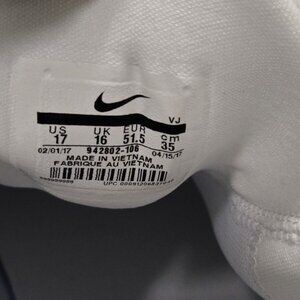 VJ
US UK EUR cm
17 16 51.5 35
02/01/17 942802-106 04/15/17
MADE IN VIETNAM
FABRIQUE AU VIETNAM